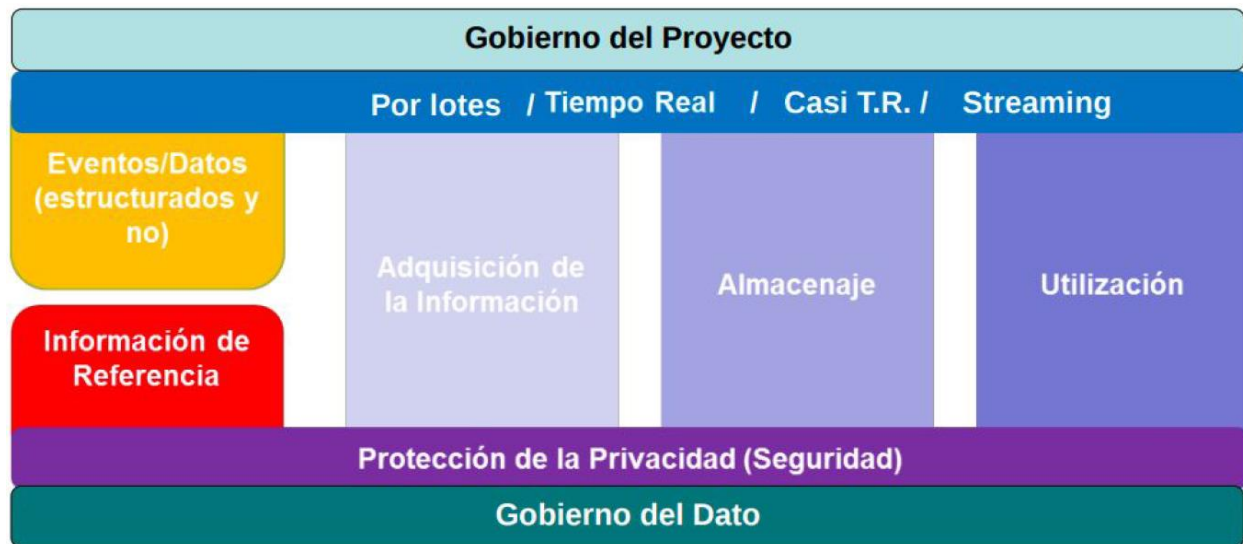 Gobierno del Proyecto
Por lotes / Tiempo Real / Casi T.R. / Streaming
Eventos/Datos
(estructurados y
no)
Información de
Referencia
Adquisición de
la Información
Almacenaje
Utilización
Protección de la Privacidad (Seguridad)
Gobierno del Dato